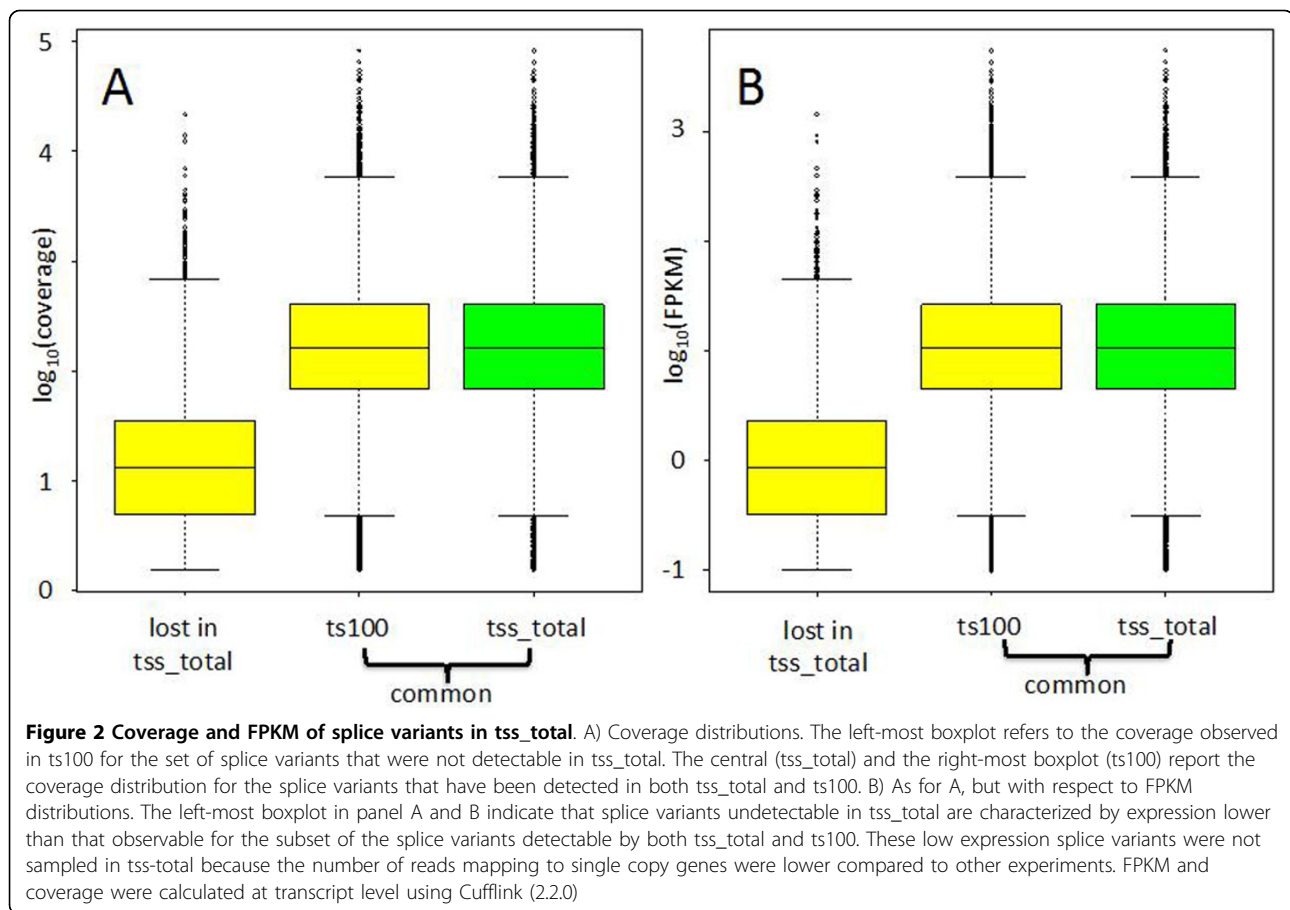 A
log10(coverage)
5
4
1
0
lost in
tss_total
ts100
tss_total
common
B
log10(FPKM)
3
0
-1
lost in
tss_total
ts100
tss_total
common
Figure 2 Coverage and FPKM of splice variants in tss_total. A) Coverage distributions. The left-most boxplot refers to the coverage observed
in ts100 for the set of splice variants that were not detectable in tss_total. The central (tss_total) and the right-most boxplot (ts100) report the
coverage distribution for the splice variants that have been detected in both tss_total and ts100. B) As for A, but with respect to FPKM
distributions. The left-most boxplot in panel A and B indicate that splice variants undetectable in tss_total are characterized by expression lower
than that observable for the subset of the splice variants detectable by both tss_total and ts100. These low expression splice variants were not
sampled in tss-total because the number of reads mapping to single copy genes were lower compared to other experiments. FPKM and
coverage were calculated at transcript level using Cufflink (2.2.0)